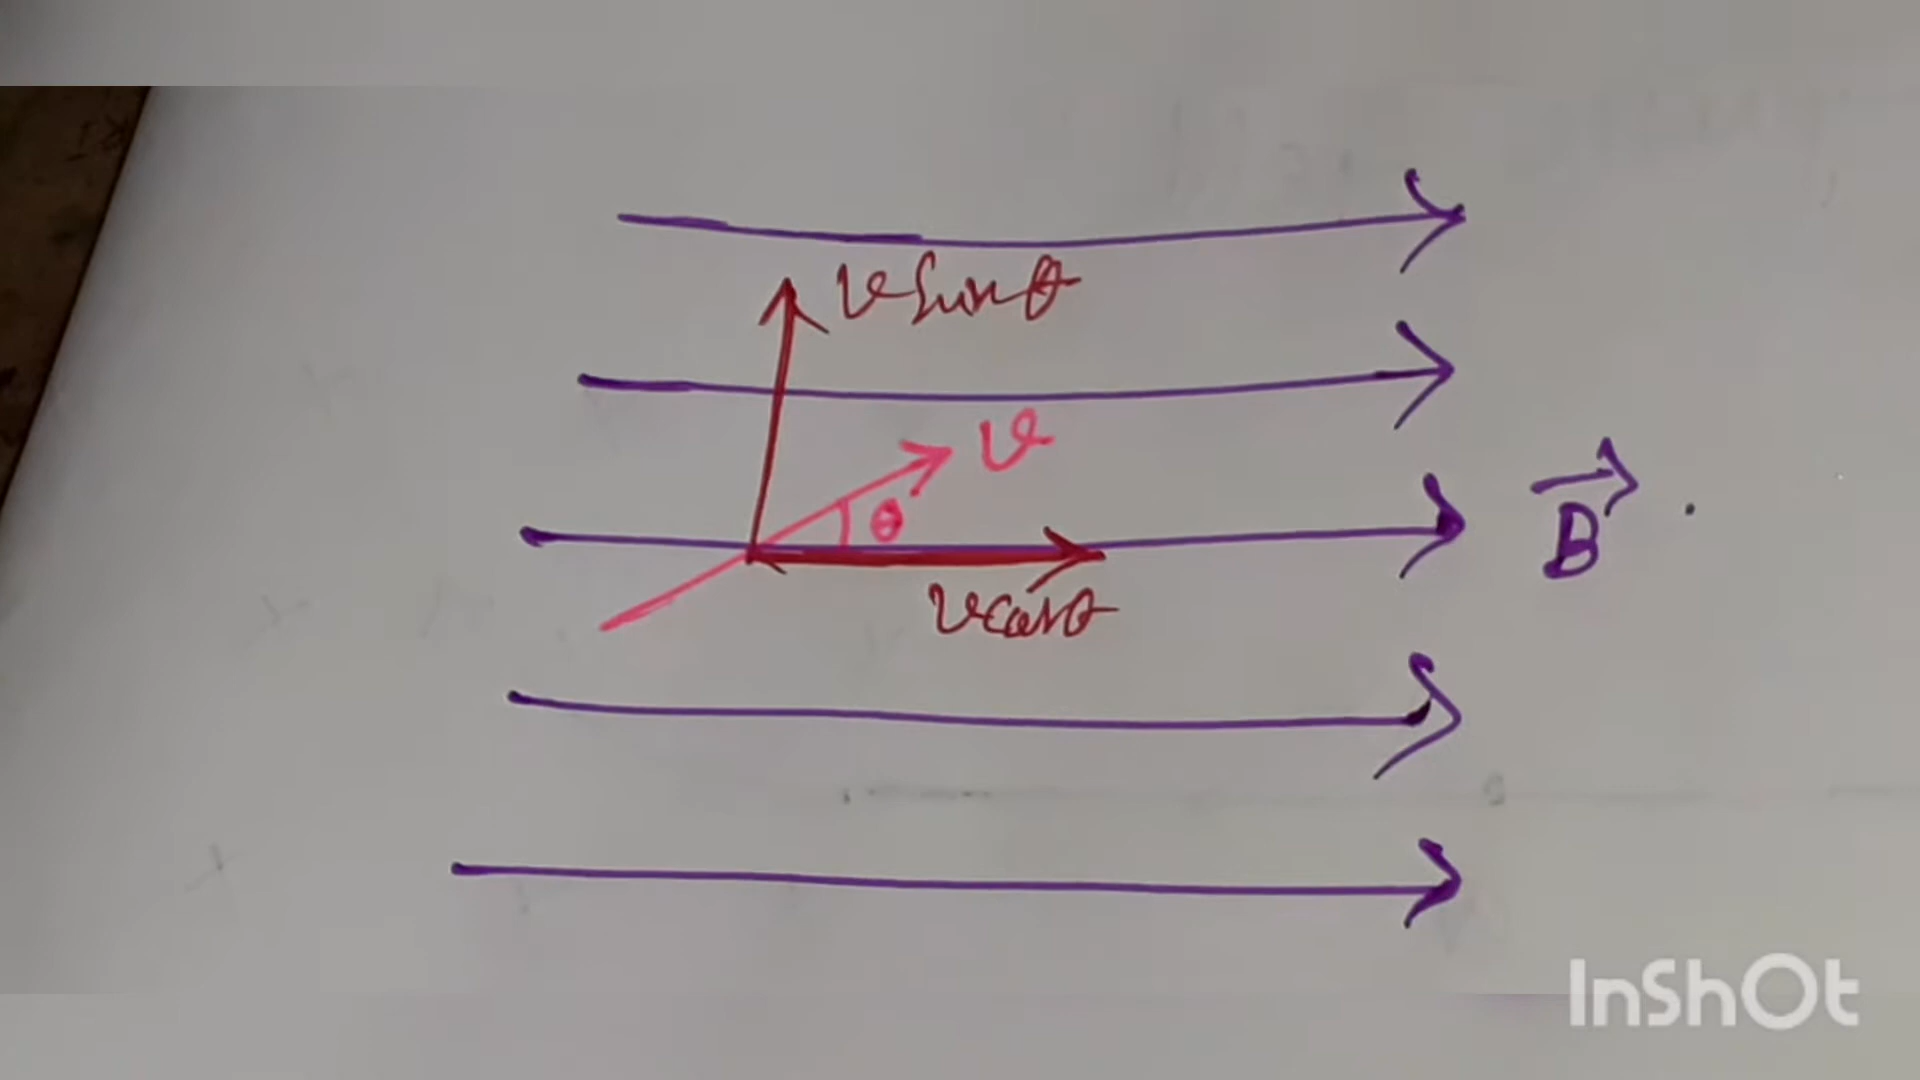 v sinθ
v
θ
B
v cosθ
InShOt